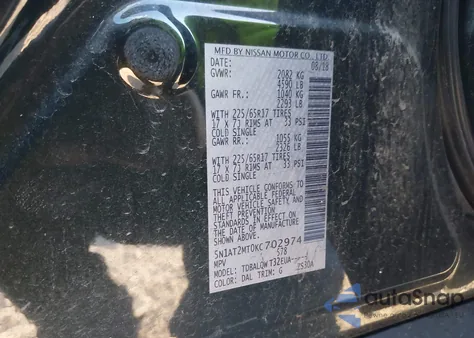 MFD BY NISSAN MOTOR CO., LTD.
DATE: 08/18
GVWR: 2082 KG
4590 LB
GAWR FR.: 1040 KG
2293 LB
WITH 225/65R17 TIRES
17 X 7J RIMS AT 33 PSI
COLD SINGLE
GAWR RR.: 1055 KG
2326 LB
WITH 225/65R17 TIRES
17 X 7J RIMS AT 33 PSI
COLD SINGLE
THIS VEHICLE CONFORMS TO
ALL APPLICABLE FEDERAL
MOTOR VEHICLE SAFETY, AND
THEFT PREVENTION
STANDARDS IN EFFECT ON
THE DATE OF MANUFACTURE
SHOWN ABOVE.
5N1AT2MT0KC702974
MPV 578
MODEL: TDBALQWT32EUA
COLOR: DAL TRIM: G
autoSnap